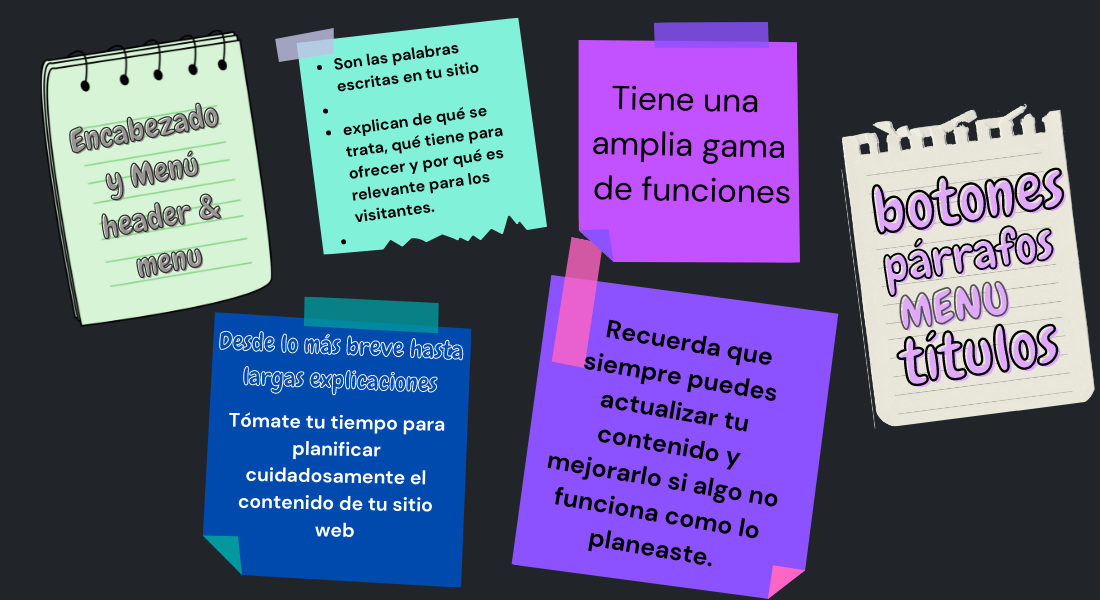 Encabezado
y Menú
header &
menu
Son las palabras
escritas en tu sitio
explican de qué se
trata, qué tiene para
ofrecer y por qué es
relevante para los
visitantes.
Tiene una
amplia gama
de funciones
botones
párrafos
MENU
títulos
Desde lo más breve hasta
largas explicaciones
Tómate tu tiempo para
planificar
cuidadosamente el
contenido de tu sitio
web
Recuerda que
siempre puedes
actualizar tu
contenido y
mejorarlo si algo no
funciona como lo
planeaste.